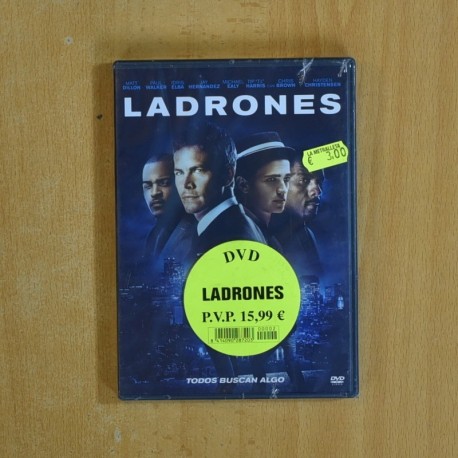 MATT PAUL IDRIS JAY MICHAEL TIP "T.I." CHRIS HAYDEN
DILLON WALKER ELBA HERNANDEZ EALY HARRIS BROWN CHRISTENSEN
LADRONES
LA METRALLETA
€ 3,00
DVD
LADRONES
P.V.P. 15,99 €
00002
TODOS BUSCAN ALGO
DVD